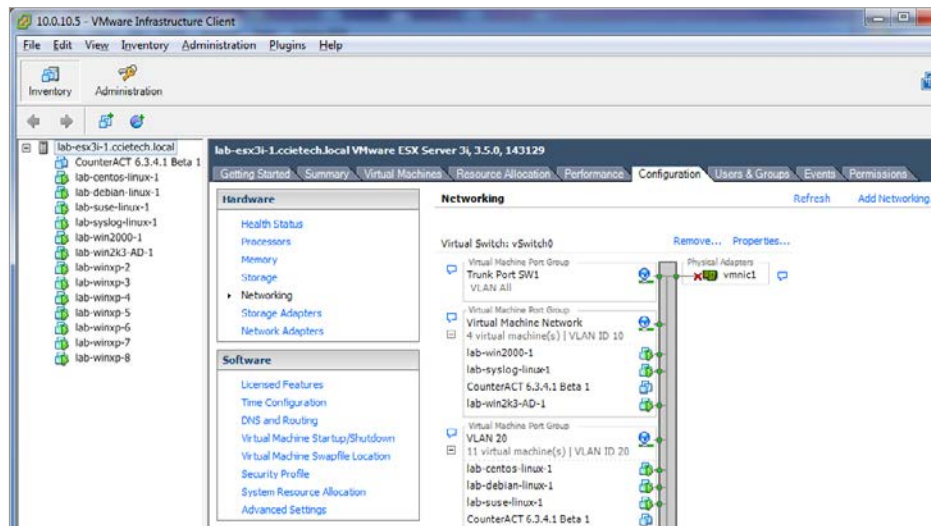 10.0.10.5 - VMware Infrastructure Client
File Edit View Inventory Administration Plugins Help
Inventory Administration
lab-esx3i-1.ccietech.local
CounterACT 6.3.4.1 Beta 1
lab-centos-linux-1
lab-debian-linux-1
lab-suse-linux-1
lab-syslog-linux-1
lab-win2000-1
lab-win2k3-AD-1
lab-winxp-2
lab-winxp-3
lab-winxp-4
lab-winxp-5
lab-winxp-6
lab-winxp-7
lab-winxp-8
lab-esx3i-1.ccietech.local VMware ESX Server 3i, 3.5.0, 143129
Getting Started Summary Virtual Machines Resource Allocation Performance Configuration Users & Groups Events Permissions
Hardware
Health Status
Processors
Memory
Storage
Networking
Storage Adapters
Network Adapters
Software
Licensed Features
Time Configuration
DNS and Routing
Virtual Machine Startup/Shutdown
Virtual Machine Swapfile Location
Security Profile
System Resource Allocation
Advanced Settings
Networking Refresh Add Networking
Virtual Switch: vSwitch0 Remove... Properties...
Virtual Machine Port Group Physical Adapters
Trunk Port SW1 vmnic1
VLAN All
Virtual Machine Port Group
Virtual Machine Network
4 virtual machine(s) | VLAN ID 10
lab-win2000-1
lab-syslog-linux-1
CounterACT 6.3.4.1 Beta 1
lab-win2k3-AD-1
Virtual Machine Port Group
VLAN 20
11 virtual machine(s) | VLAN ID 20
lab-centos-linux-1
lab-debian-linux-1
lab-suse-linux-1
CounterACT 6.3.4.1 Beta 1